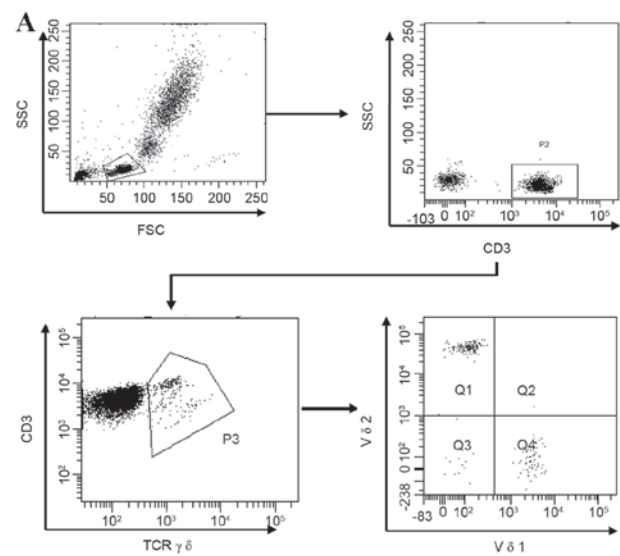 A
SSC
250
200
150
100
50
50 100 150 200 250
FSC
SSC
250
200
150
100
50
P2
-103 0 10² 10³ 10⁴ 10⁵
CD3
CD3
10⁵
10⁴
10³
10²
P3
10² 10³ 10⁴ 10⁵
TCR γ δ
V δ 2
10⁵
10⁴
10³
0 10²
-238
Q1 Q2
Q3 Q4
-83 0 10² 10³ 10⁴ 10⁵
V δ 1